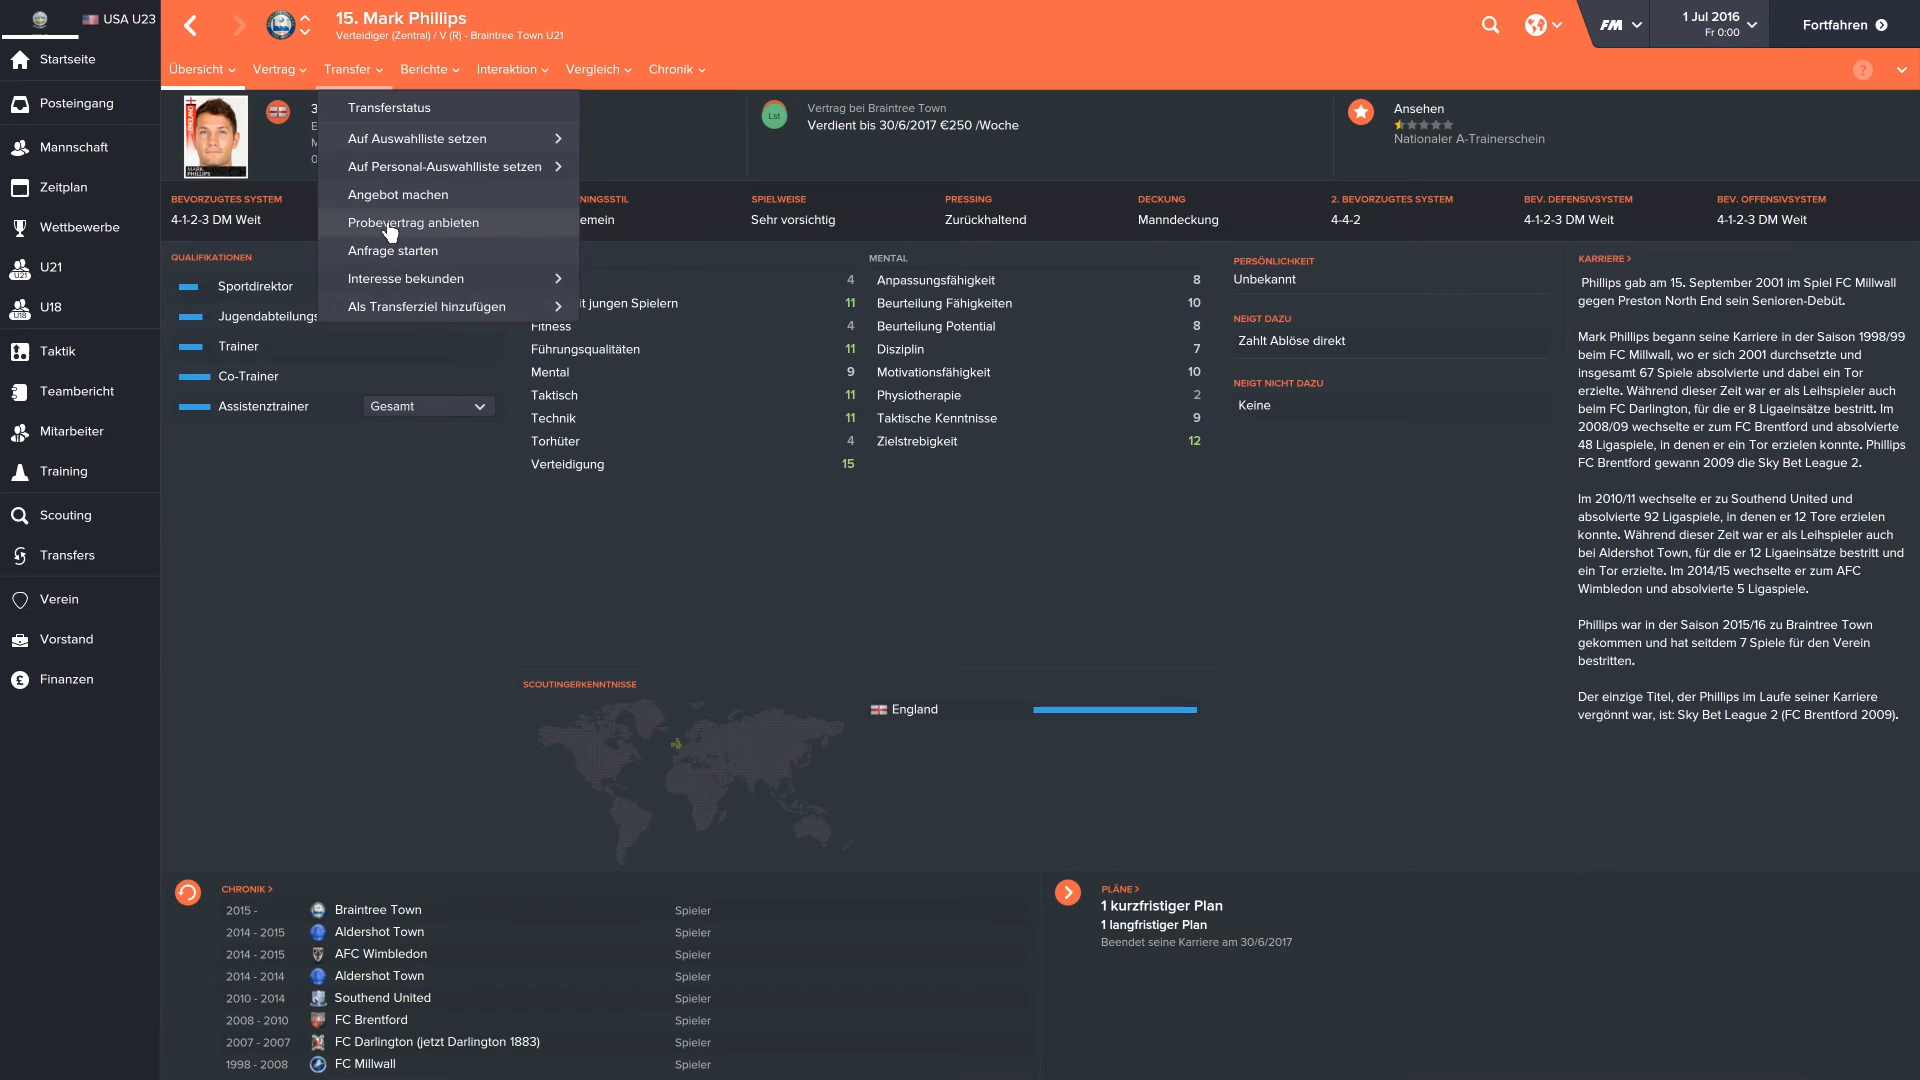 USA U23
15. Mark Phillips
Verteidiger (Zentral) / V (R) - Braintree Town U21
FM
1 Jul 2016
Fr 0:00
Fortfahren
Übersicht
Vertrag
Transfer
Berichte
Interaktion
Vergleich
Chronik
?
Startseite
Posteingang
Mannschaft
Zeitplan
Wettbewerbe
U21
U21
U18
U18
Taktik
Teambericht
Mitarbeiter
Training
Scouting
Transfers
Verein
Vorstand
Finanzen
ENGLAND
MARK
PHILLIPS
3
E
M
0
Transferstatus
Auf Auswahlliste setzen
Auf Personal-Auswahlliste setzen
Angebot machen
Probevertrag anbieten
Anfrage starten
Interesse bekunden
Als Transferziel hinzufügen
Lst
Vertrag bei Braintree Town
Verdient bis 30/6/2017 €250 /Woche
Ansehen
Nationaler A-Trainerschein
BEVORZUGTES SYSTEM
4-1-2-3 DM Weit
NINGSSTIL
emein
SPIELWEISE
Sehr vorsichtig
PRESSING
Zurückhaltend
DECKUNG
Manndeckung
2. BEVORZUGTES SYSTEM
4-4-2
BEV. DEFENSIVSYSTEM
4-1-2-3 DM Weit
BEV. OFFENSIVSYSTEM
4-1-2-3 DM Weit
QUALIFIKATIONEN
Sportdirektor
Jugendabteilungs
Trainer
Co-Trainer
Assistenztrainer
Gesamt
4
it jungen Spielern 11
Fitness 4
Führungsqualitäten 11
Mental 9
Taktisch 11
Technik 11
Torhüter 4
Verteidigung 15
MENTAL
Anpassungsfähigkeit 8
Beurteilung Fähigkeiten 10
Beurteilung Potential 8
Disziplin 7
Motivationsfähigkeit 10
Physiotherapie 2
Taktische Kenntnisse 9
Zielstrebigkeit 12
PERSÖNLICHKEIT
Unbekannt
NEIGT DAZU
Zahlt Ablöse direkt
NEIGT NICHT DAZU
Keine
KARRIERE >
Phillips gab am 15. September 2001 im Spiel FC Millwall
gegen Preston North End sein Senioren-Debüt.
Mark Phillips begann seine Karriere in der Saison 1998/99
beim FC Millwall, wo er sich 2001 durchsetzte und
insgesamt 67 Spiele absolvierte und dabei ein Tor
erzielte. Während dieser Zeit war er als Leihspieler auch
beim FC Darlington, für die er 8 Ligaeinsätze bestritt. Im
2008/09 wechselte er zum FC Brentford und absolvierte
48 Ligaspiele, in denen er ein Tor erzielen konnte. Phillips
FC Brentford gewann 2009 die Sky Bet League 2.
Im 2010/11 wechselte er zu Southend United und
absolvierte 92 Ligaspiele, in denen er 12 Tore erzielen
konnte. Während dieser Zeit war er als Leihspieler auch
bei Aldershot Town, für die er 12 Ligaeinsätze bestritt und
ein Tor erzielte. Im 2014/15 wechselte er zum AFC
Wimbledon und absolvierte 5 Ligaspiele.
Phillips war in der Saison 2015/16 zu Braintree Town
gekommen und hat seitdem 7 Spiele für den Verein
bestritten.
Der einzige Titel, der Phillips im Laufe seiner Karriere
vergönnt war, ist: Sky Bet League 2 (FC Brentford 2009).
SCOUTINGERKENNTNISSE
England
CHRONIK >
2015 - Braintree Town Spieler
2014 - 2015 Aldershot Town Spieler
2014 - 2015 AFC Wimbledon Spieler
2014 - 2014 Aldershot Town Spieler
2010 - 2014 Southend United Spieler
2008 - 2010 FC Brentford Spieler
2007 - 2007 FC Darlington (jetzt Darlington 1883) Spieler
1998 - 2008 FC Millwall Spieler
PLÄNE >
1 kurzfristiger Plan
1 langfristiger Plan
Beendet seine Karriere am 30/6/2017